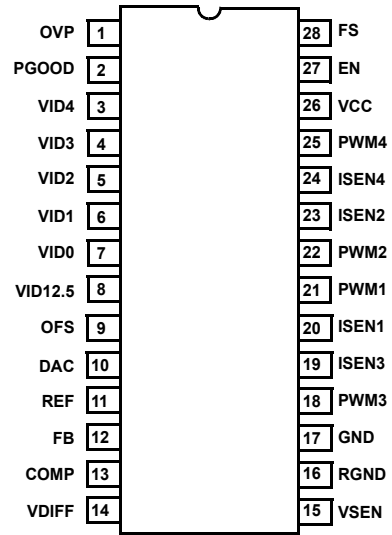 OVP 1 28 FS
PGOOD 2 27 EN
VID4 3 26 VCC
VID3 4 25 PWM4
VID2 5 24 ISEN4
VID1 6 23 ISEN2
VID0 7 22 PWM2
VID12.5 8 21 PWM1
OFS 9 20 ISEN1
DAC 10 19 ISEN3
REF 11 18 PWM3
FB 12 17 GND
COMP 13 16 RGND
VDIFF 14 15 VSEN